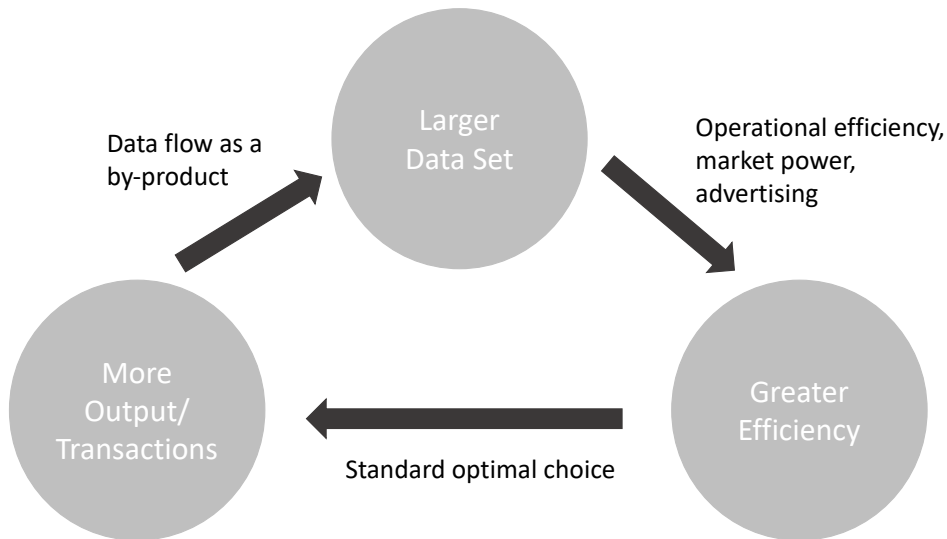 Larger
Data Set
Data flow as a
by-product
Operational efficiency,
market power,
advertising
More
Output/
Transactions
Greater
Efficiency
Standard optimal choice